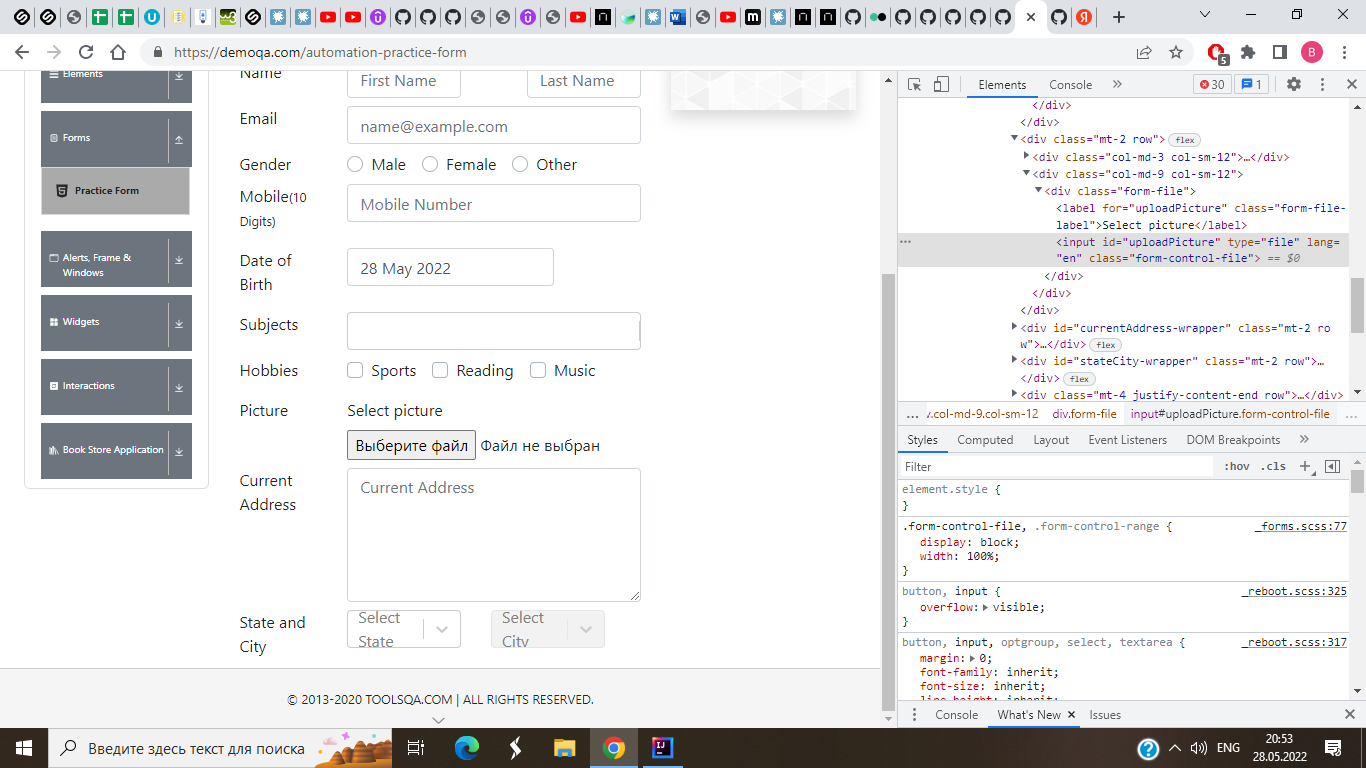 https://demoqa.com/automation-practice-form
5
B
Elements
Forms
Practice Form
Alerts, Frame &
Windows
Widgets
Interactions
Book Store Application
Name
First Name
Last Name
Email
name@example.com
Gender
Male
Female
Other
Mobile(10
Digits)
Mobile Number
Date of
Birth
28 May 2022
Subjects
Hobbies
Sports
Reading
Music
Picture
Select picture
Выберите файл
Файл не выбран
Current
Address
Current Address
State and
City
Select
State
Select
City
© 2013-2020 TOOLSQA.COM | ALL RIGHTS RESERVED.
Elements
Console
30
1
</div>
</div>
<div class="mt-2 row">
flex
<div class="col-md-3 col-sm-12">…</div>
<div class="col-md-9 col-sm-12">
<div class="form-file">
<label for="uploadPicture" class="form-file-
label">Select picture</label>
<input id="uploadPicture" type="file" lang=
"en" class="form-control-file"> == $0
</div>
</div>
</div>
<div id="currentAddress-wrapper" class="mt-2 ro
w">…</div>
flex
<div id="stateCity-wrapper" class="mt-2 row">…
</div>
flex
<div class="mt-4 justify-content-end row">…</div>
…
.col-md-9.col-sm-12
div.form-file
input#uploadPicture.form-control-file
…
Styles
Computed
Layout
Event Listeners
DOM Breakpoints
Filter
:hov
.cls
element.style {
}
.form-control-file, .form-control-range {
_forms.scss:77
display: block;
width: 100%;
}
button, input {
_reboot.scss:325
overflow: visible;
}
button, input, optgroup, select, textarea {
_reboot.scss:317
margin: 0;
font-family: inherit;
font-size: inherit;
line-height: inherit;
Console
What's New
Issues
Введите здесь текст для поиска
ENG
20:53
28.05.2022